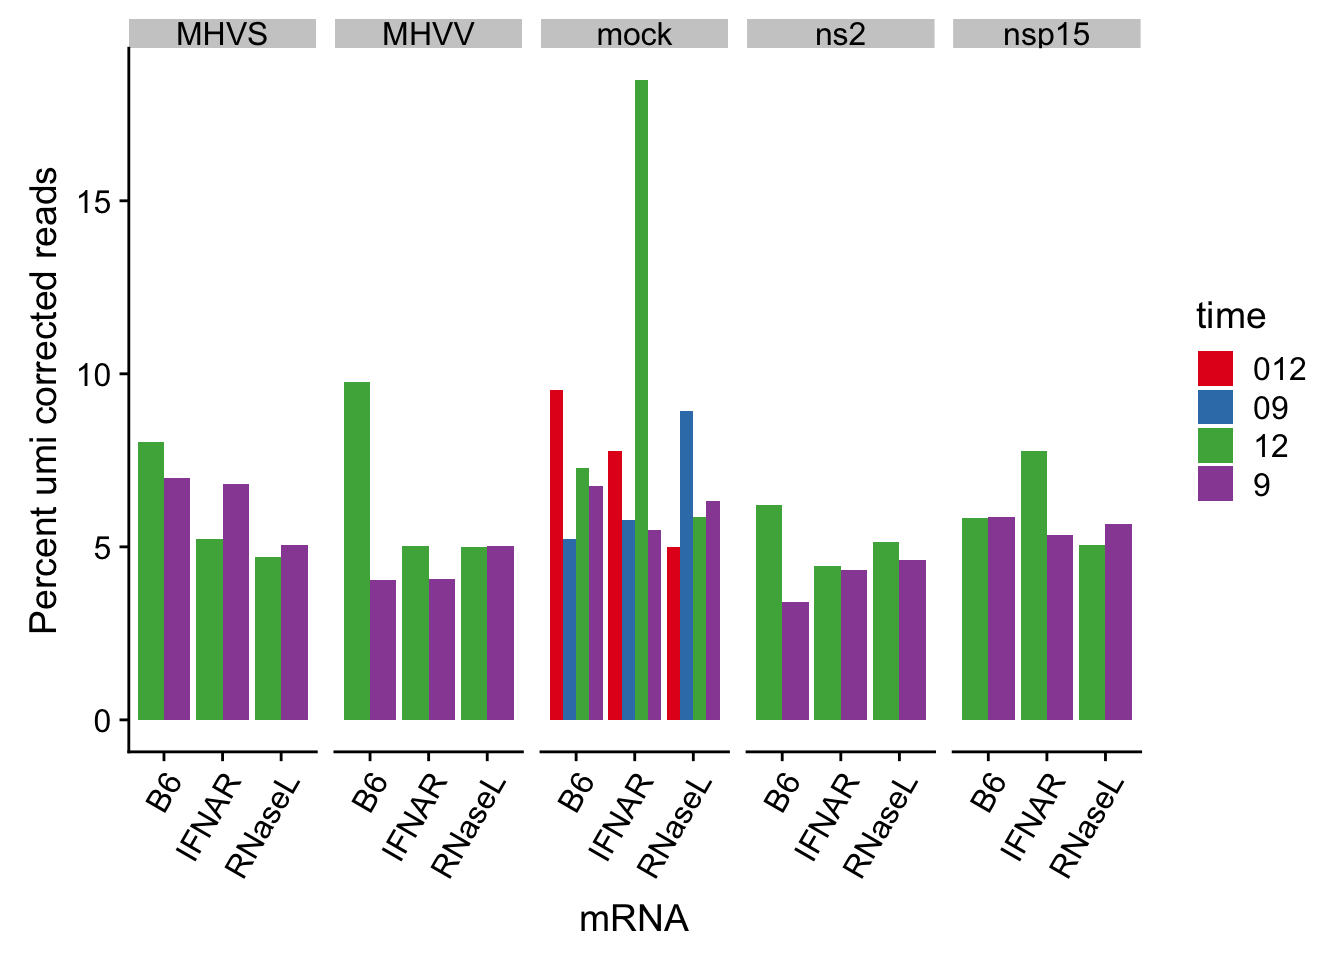 MHVS MHVV mock ns2 nsp15
Percent umi corrected reads
15
10
5
0
B6 IFNAR RNaseL B6 IFNAR RNaseL B6 IFNAR RNaseL B6 IFNAR RNaseL B6 IFNAR RNaseL
mRNA
time
012
09
12
9